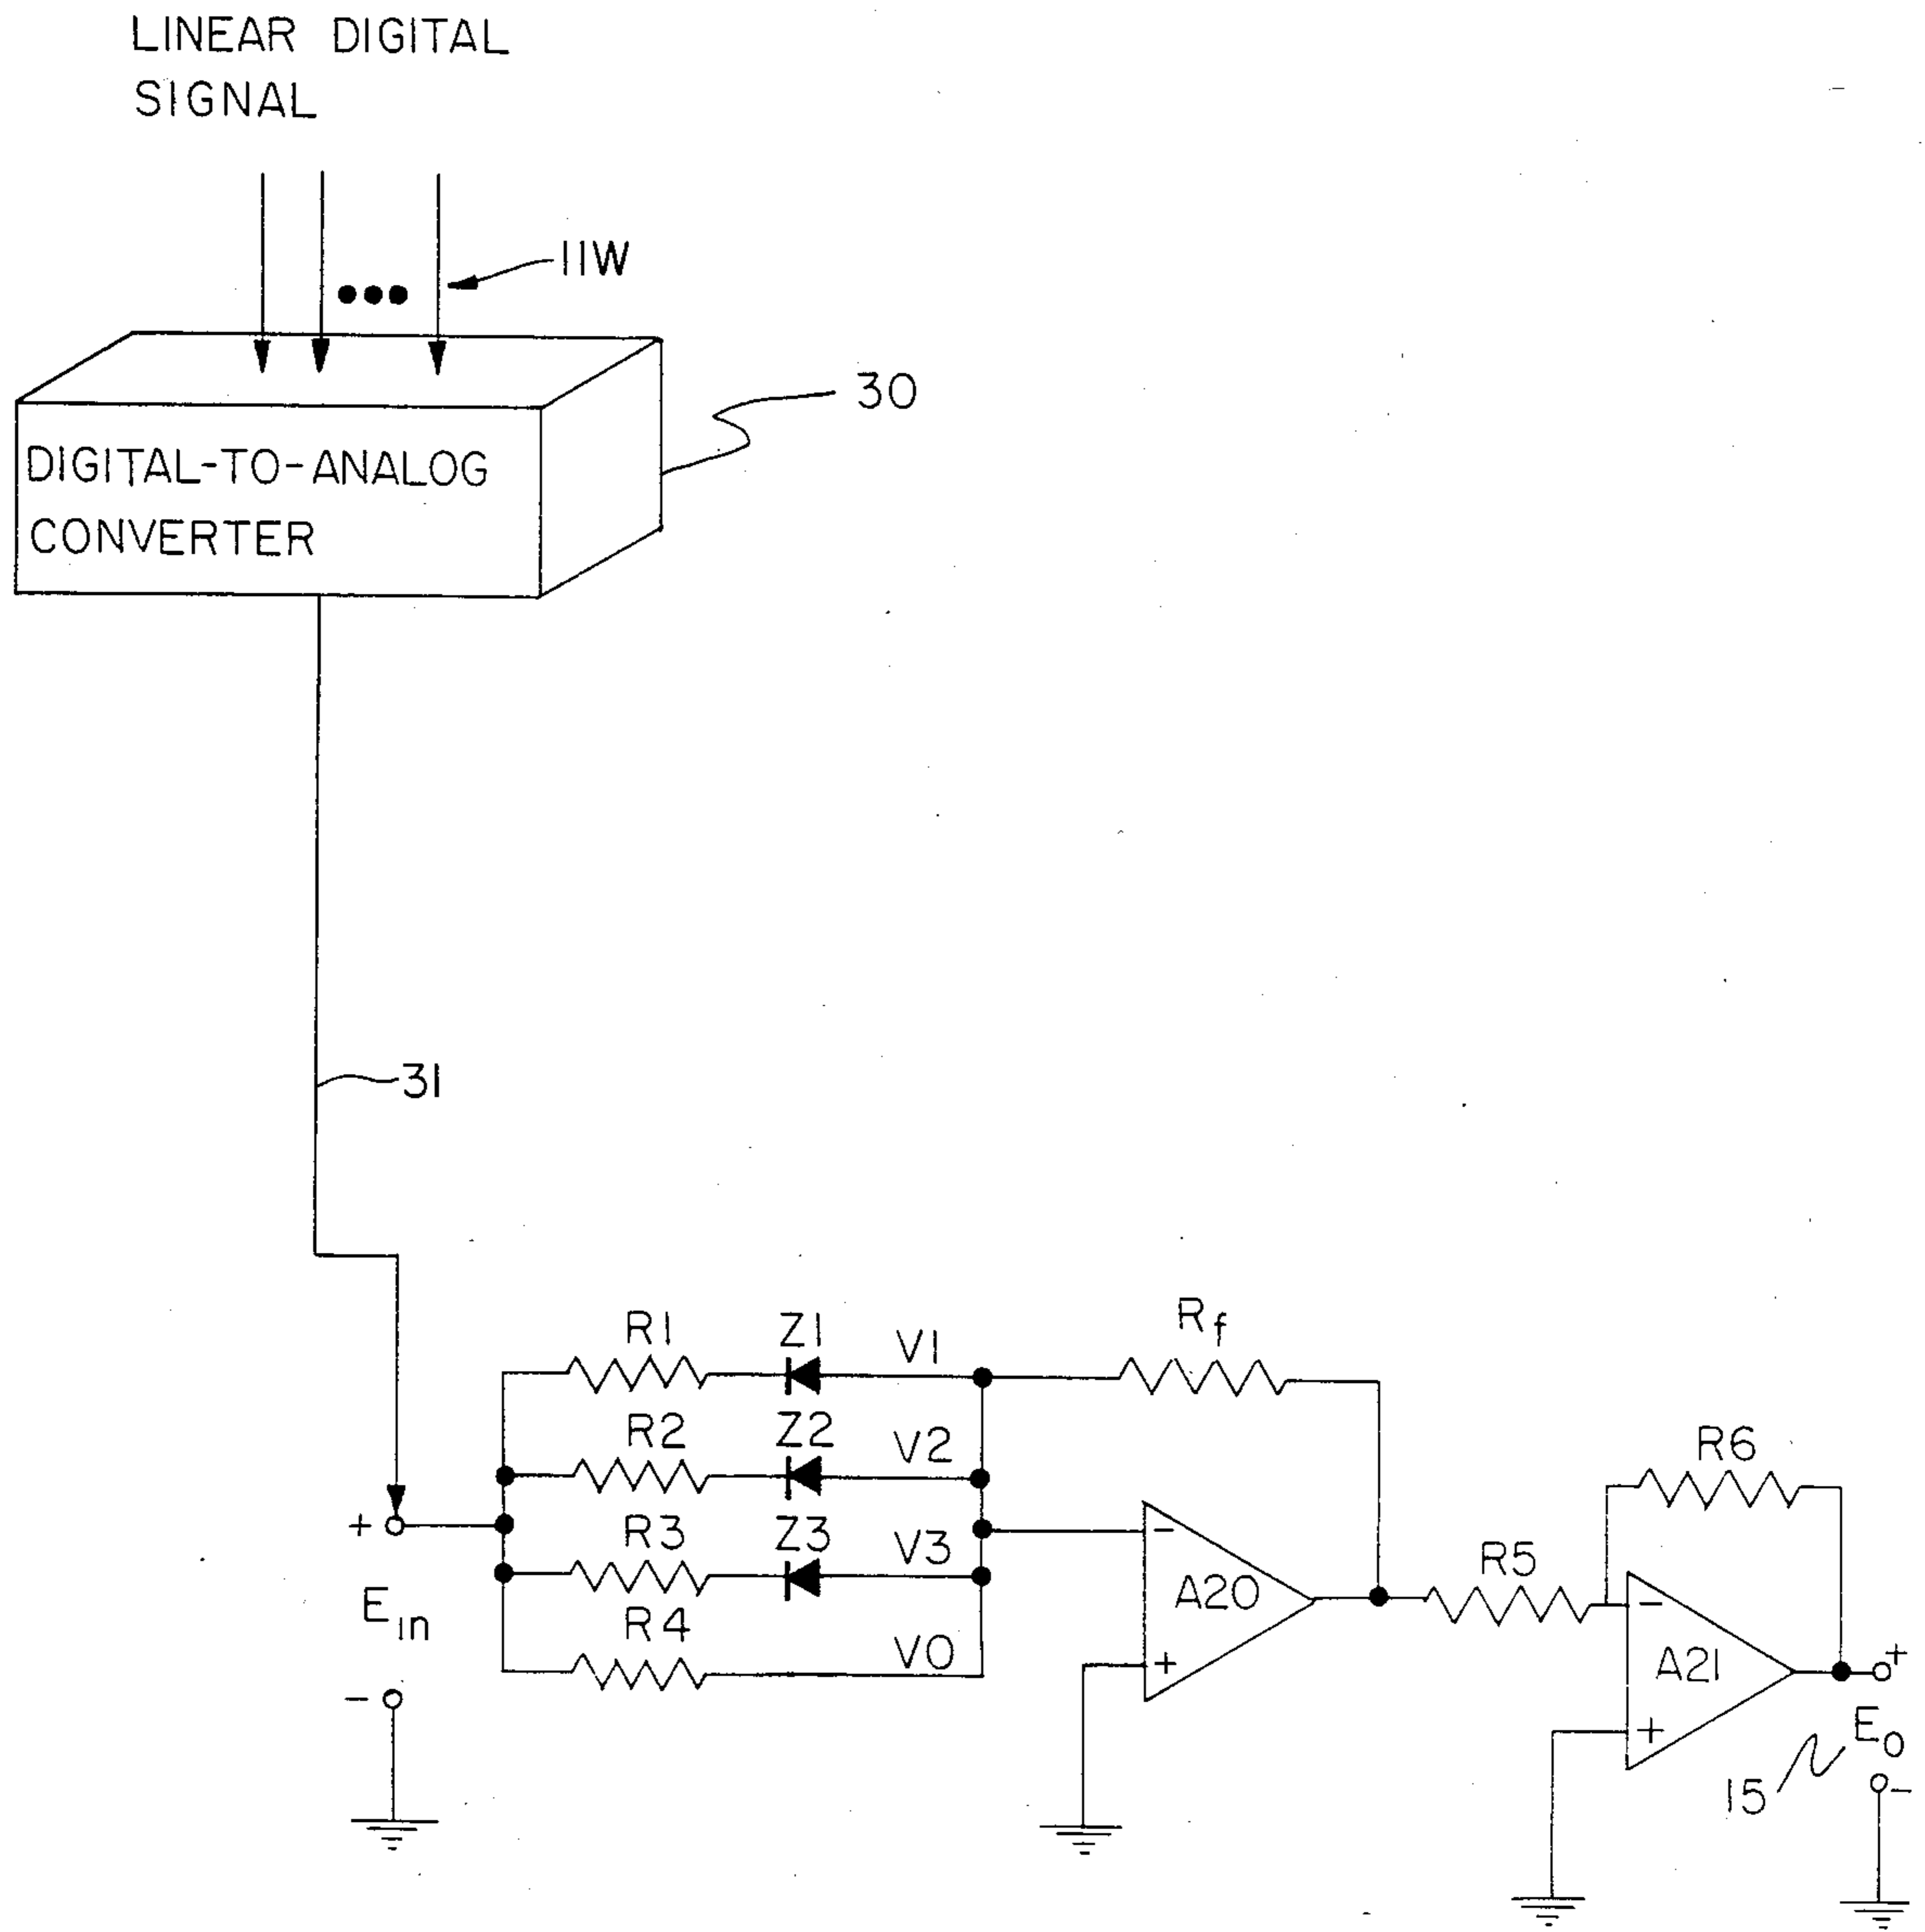 LINEAR DIGITAL
SIGNAL
11W
30
DIGITAL-TO-ANALOG
CONVERTER
31
R1 Z1 V1 Rf
R2 Z2 V2
R6
+ R3 Z3 V3 −
R5
A20
Ein
R4 V0
−
+
A21
+
−
+
Eo
15
−